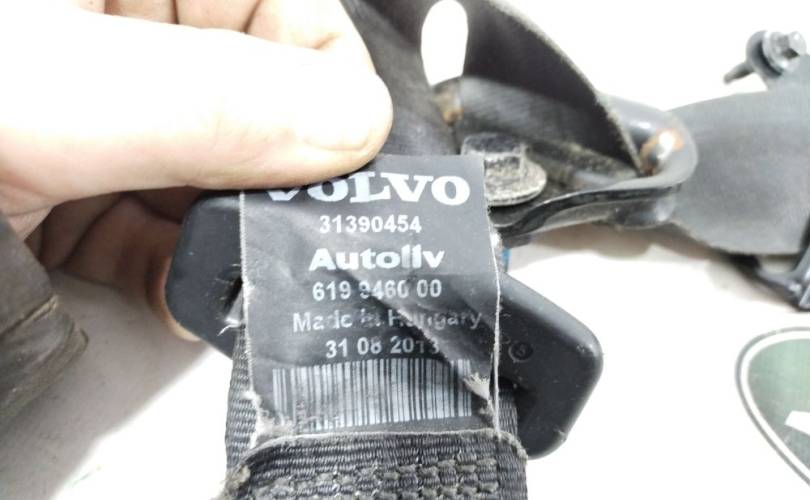 VOLVO
31390454
Autoliv
619 9460 00
Made in Hungary
31 08 2013